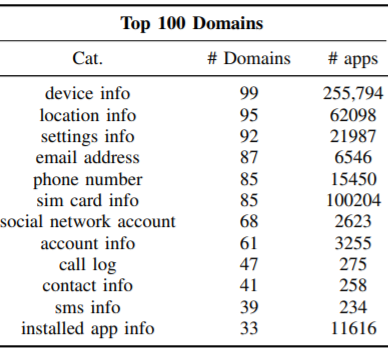 Top 100 Domains
Cat. # Domains # apps
device info 99 255,794
location info 95 62098
settings info 92 21987
email address 87 6546
phone number 85 15450
sim card info 85 100204
social network account 68 2623
account info 61 3255
call log 47 275
contact info 41 258
sms info 39 234
installed app info 33 11616